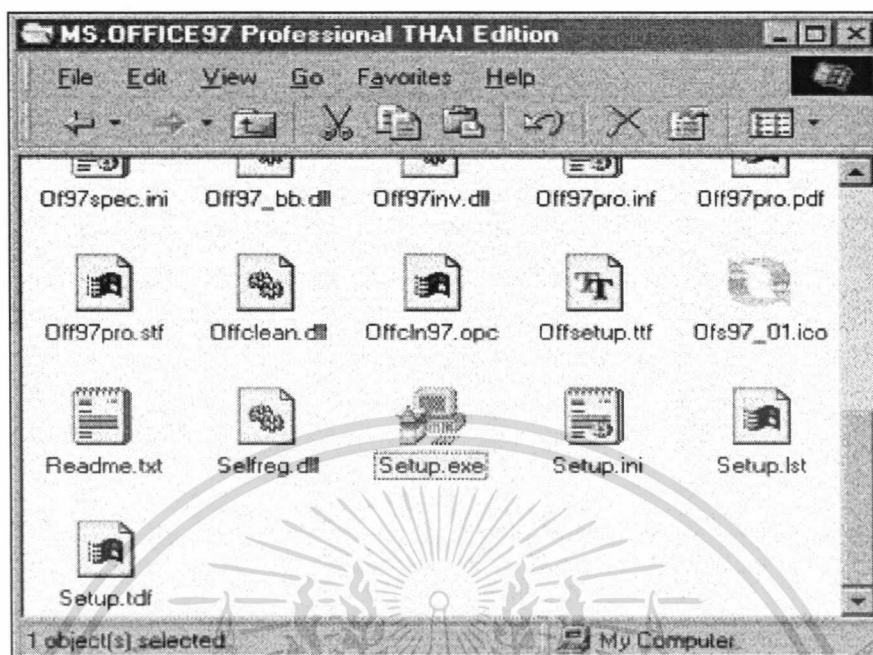 MS.OFFICE97 Professional THAI Edition
File Edit View Go Favorites Help
Of97spec.ini Off97_bb.dll Off97inv.dll Off97pro.inf Off97pro.pdf
Off97pro.stf Offclean.dll Offcln97.opc Offsetup.ttf Ofs97_01.ico
Readme.txt Selfreg.dll Setup.exe Setup.ini Setup.lst
Setup.tdf
1 object(s) selected My Computer